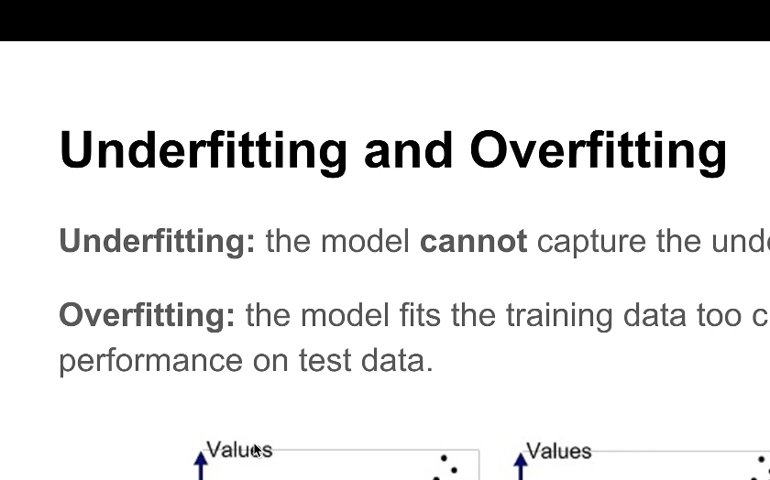 Underfitting and Overfitting
Underfitting: the model cannot capture the
Overfitting: the model fits the training data too
performance on test data.
Values Values